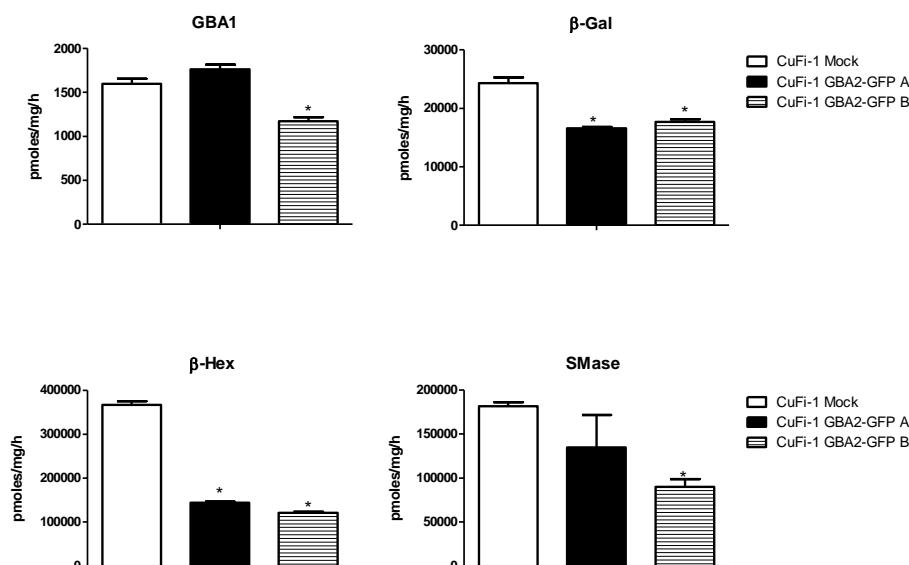 GBA1
2000
1500
1000
500
0
pmoles/mg/h
*
β-Gal
30000
20000
10000
0
pmoles/mg/h
*
*
CuFi-1 Mock
CuFi-1 GBA2-GFP A
CuFi-1 GBA2-GFP B
β-Hex
400000
300000
200000
100000
0
pmoles/mg/h
*
*
SMase
200000
150000
100000
50000
0
pmoles/mg/h
*
CuFi-1 Mock
CuFi-1 GBA2-GFP A
CuFi-1 GBA2-GFP B